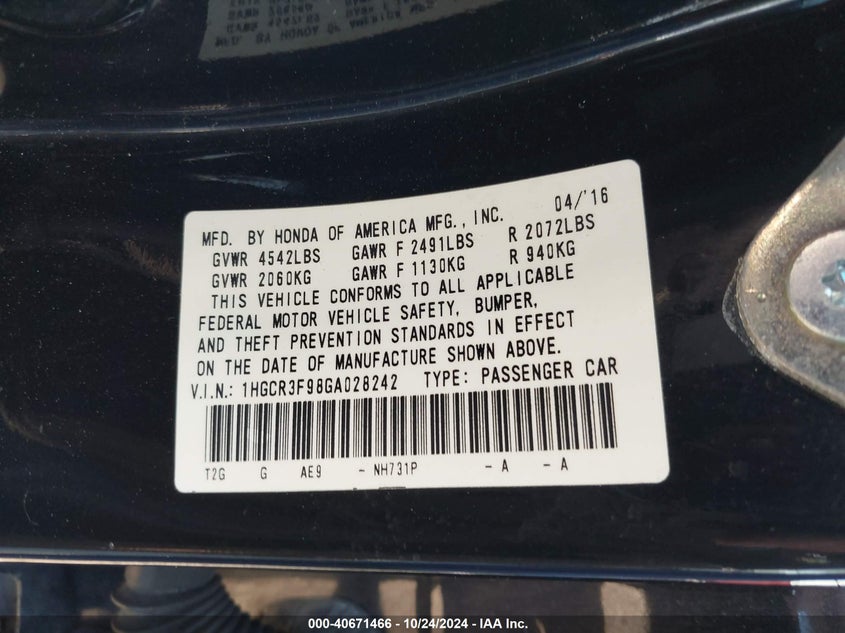 MFD. BY HONDA OF AMERICA MFG., INC. 04/'16
GVWR 4542LBS GAWR F 2491LBS R 2072LBS
GVWR 2060KG GAWR F 1130KG R 940KG
THIS VEHICLE CONFORMS TO ALL APPLICABLE
FEDERAL MOTOR VEHICLE SAFETY, BUMPER,
AND THEFT PREVENTION STANDARDS IN EFFECT
ON THE DATE OF MANUFACTURE SHOWN ABOVE.
V.I.N.: 1HGCR3F98GA028242 TYPE: PASSENGER CAR
T2G G AE9 - NH731P - A - A
000-40671466 - 10/24/2024 - IAA Inc.